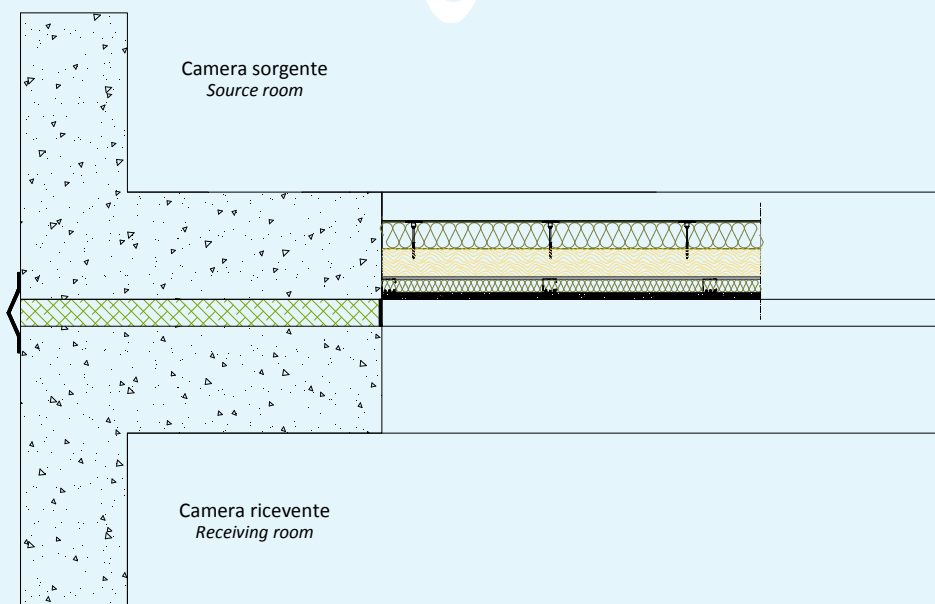 Camera sorgente
Source room
Camera ricevente
Receiving room